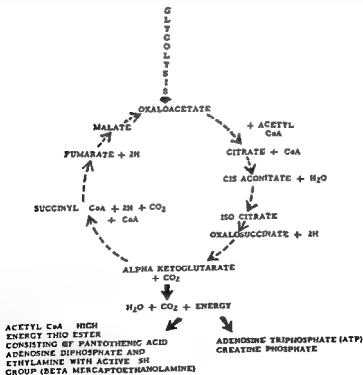 GLYCOLYSIS
OXALOACETATE
+ ACETYL
CoA
MALATE
CITRATE + CoA
FUMARATE + 2H
CIS ACONITATE + H₂O
SUCCINYL CoA + 2H + CO₂
+ CoA
ISO CITRATE
OXALOSUCCINATE + 2H
ALPHA KETOGLUTARATE
+ CO₂
H₂O + CO₂ + ENERGY
ACETYL CoA HIGH
ENERGY THIO ESTER
CONSISTING OF PANTOTHENIC ACID
ADENOSINE DIPHOSPHATE AND
ETHYLAMINE WITH ACTIVE SH
GROUP (BETA MERCAPTOETHANOLAMINE)
ADENOSINE TRIPHOSPHATE (ATP)
CREATINE PHOSPHATE